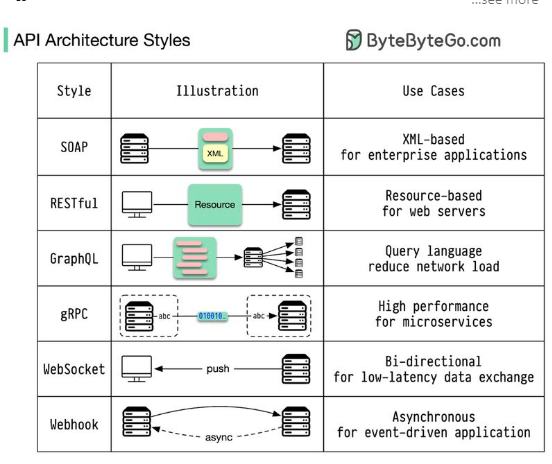 ...see more
API Architecture Styles
ByteByteGo.com
Style
Illustration
Use Cases
SOAP
XML
XML-based
for enterprise applications
RESTful
Resource
Resource-based
for web servers
GraphQL
Query language
reduce network load
gRPC
abc
010010..
abc
High performance
for microservices
WebSocket
push
Bi-directional
for low-latency data exchange
Webhook
async
Asynchronous
for event-driven application